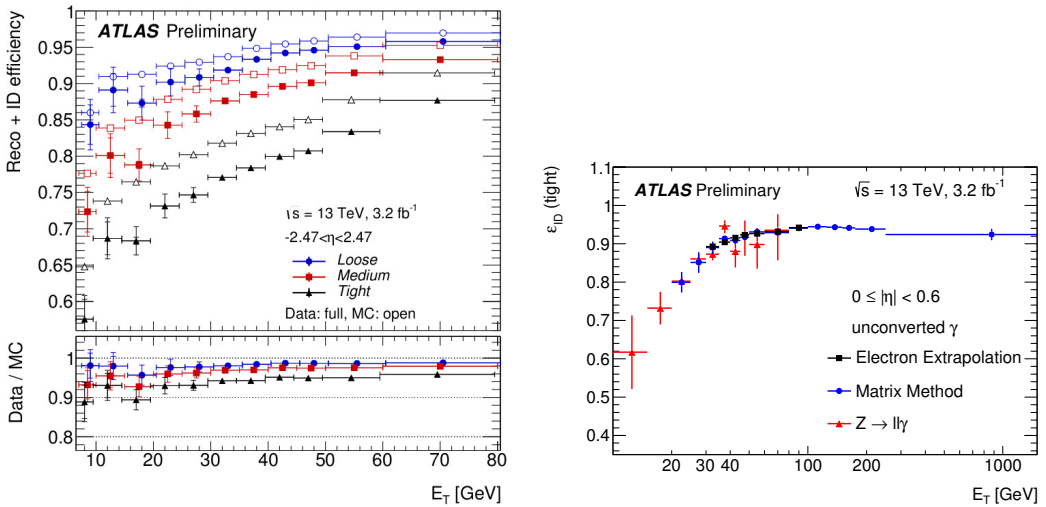 Reco + ID efficiency
1
0.95
0.9
0.85
0.8
0.75
0.7
0.65
0.6
ATLAS Preliminary
√s = 13 TeV, 3.2 fb⁻¹
-2.47<η<2.47
Loose
Medium
Tight
Data: full, MC: open
Data / MC
1
0.9
0.8
10 20 30 40 50 60 70 80
E_T [GeV]
ε_ID (tight)
1.1
1
0.9
0.8
0.7
0.6
0.5
0.4
ATLAS Preliminary
√s = 13 TeV, 3.2 fb⁻¹
0 ≤ |η| < 0.6
unconverted γ
Electron Extrapolation
Matrix Method
Z → llγ
20 30 40 100 200 1000
E_T [GeV]